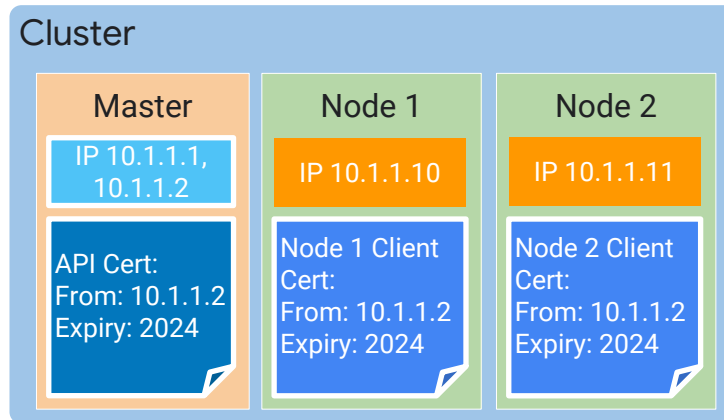 Cluster
Master
IP 10.1.1.1,
10.1.1.2
API Cert:
From: 10.1.1.2
Expiry: 2024
Node 1
IP 10.1.1.10
Node 1 Client
Cert:
From: 10.1.1.2
Expiry: 2024
Node 2
IP 10.1.1.11
Node 2 Client
Cert:
From: 10.1.1.2
Expiry: 2024